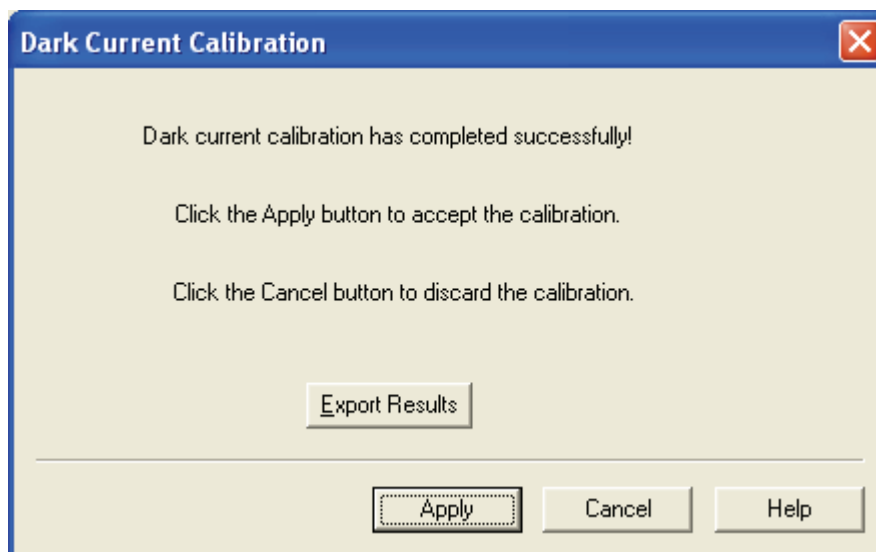 Dark Current Calibration
Dark current calibration has completed successfully!
Click the Apply button to accept the calibration.
Click the Cancel button to discard the calibration.
Export Results
Apply
Cancel
Help